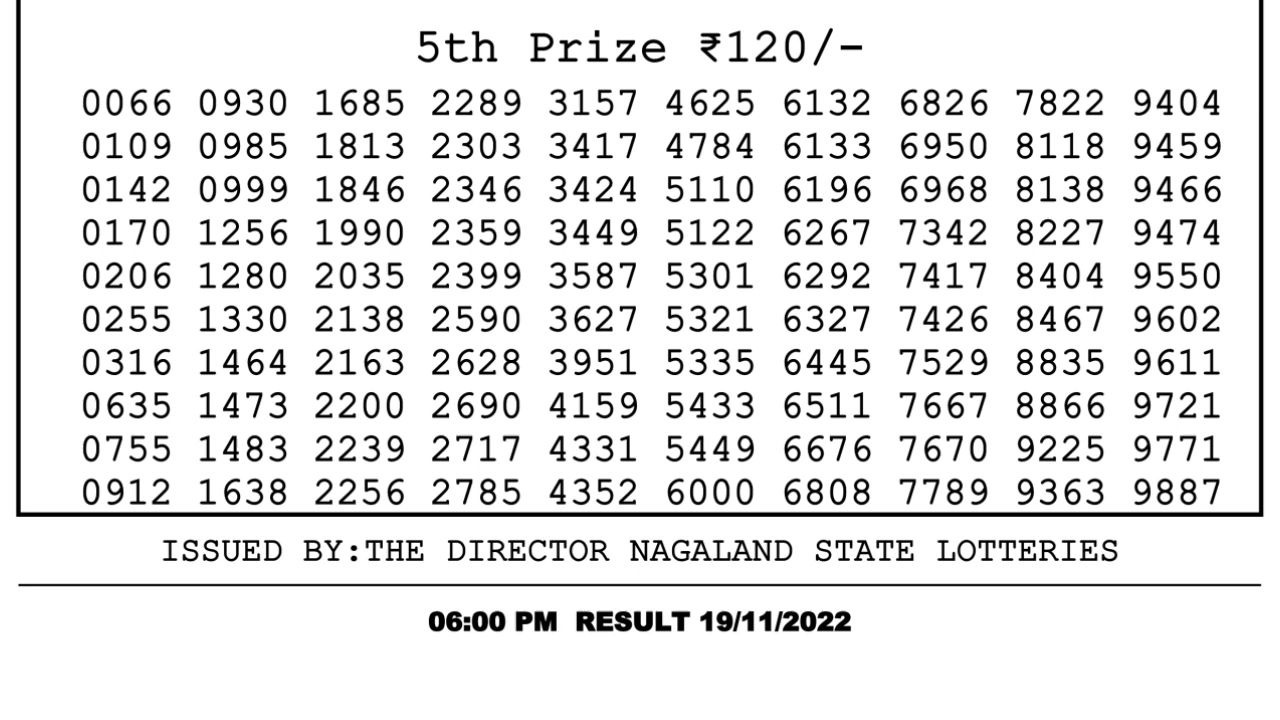 5th Prize ₹120/-
0066 0930 1685 2289 3157 4625 6132 6826 7822 9404
0109 0985 1813 2303 3417 4784 6133 6950 8118 9459
0142 0999 1846 2346 3424 5110 6196 6968 8138 9466
0170 1256 1990 2359 3449 5122 6267 7342 8227 9474
0206 1280 2035 2399 3587 5301 6292 7417 8404 9550
0255 1330 2138 2590 3627 5321 6327 7426 8467 9602
0316 1464 2163 2628 3951 5335 6445 7529 8835 9611
0635 1473 2200 2690 4159 5433 6511 7667 8866 9721
0755 1483 2239 2717 4331 5449 6676 7670 9225 9771
0912 1638 2256 2785 4352 6000 6808 7789 9363 9887
ISSUED BY:THE DIRECTOR NAGALAND STATE LOTTERIES
06:00 PM RESULT 19/11/2022